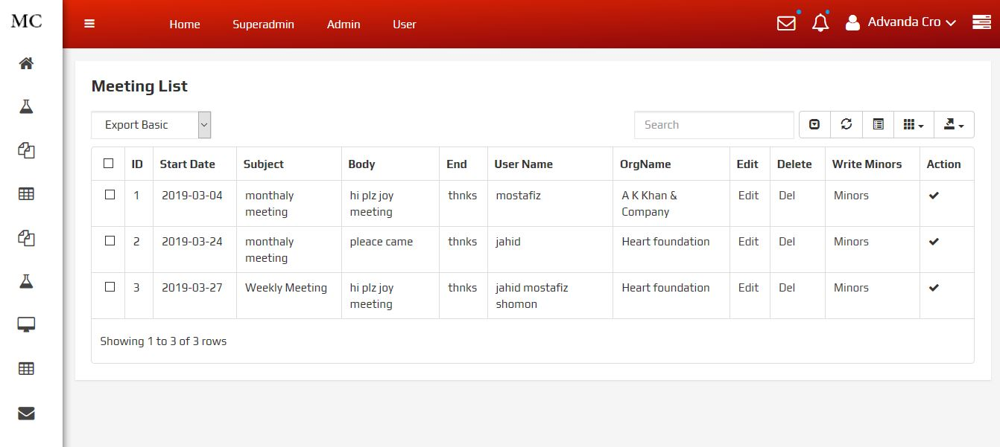 MC
Home Superadmin Admin User Advanda Cro
Meeting List
Export Basic Search
ID Start Date Subject Body End User Name OrgName Edit Delete Write Minors Action
1 2019-03-04 monthaly hi plz joy thnks mostafiz A K Khan & Edit Del Minors
meeting meeting Company
2 2019-03-24 monthaly pleace came thnks jahid Heart foundation Edit Del Minors
meeting
3 2019-03-27 Weekly Meeting hi plz joy thnks jahid mostafiz Heart foundation Edit Del Minors
meeting shomon
Showing 1 to 3 of 3 rows